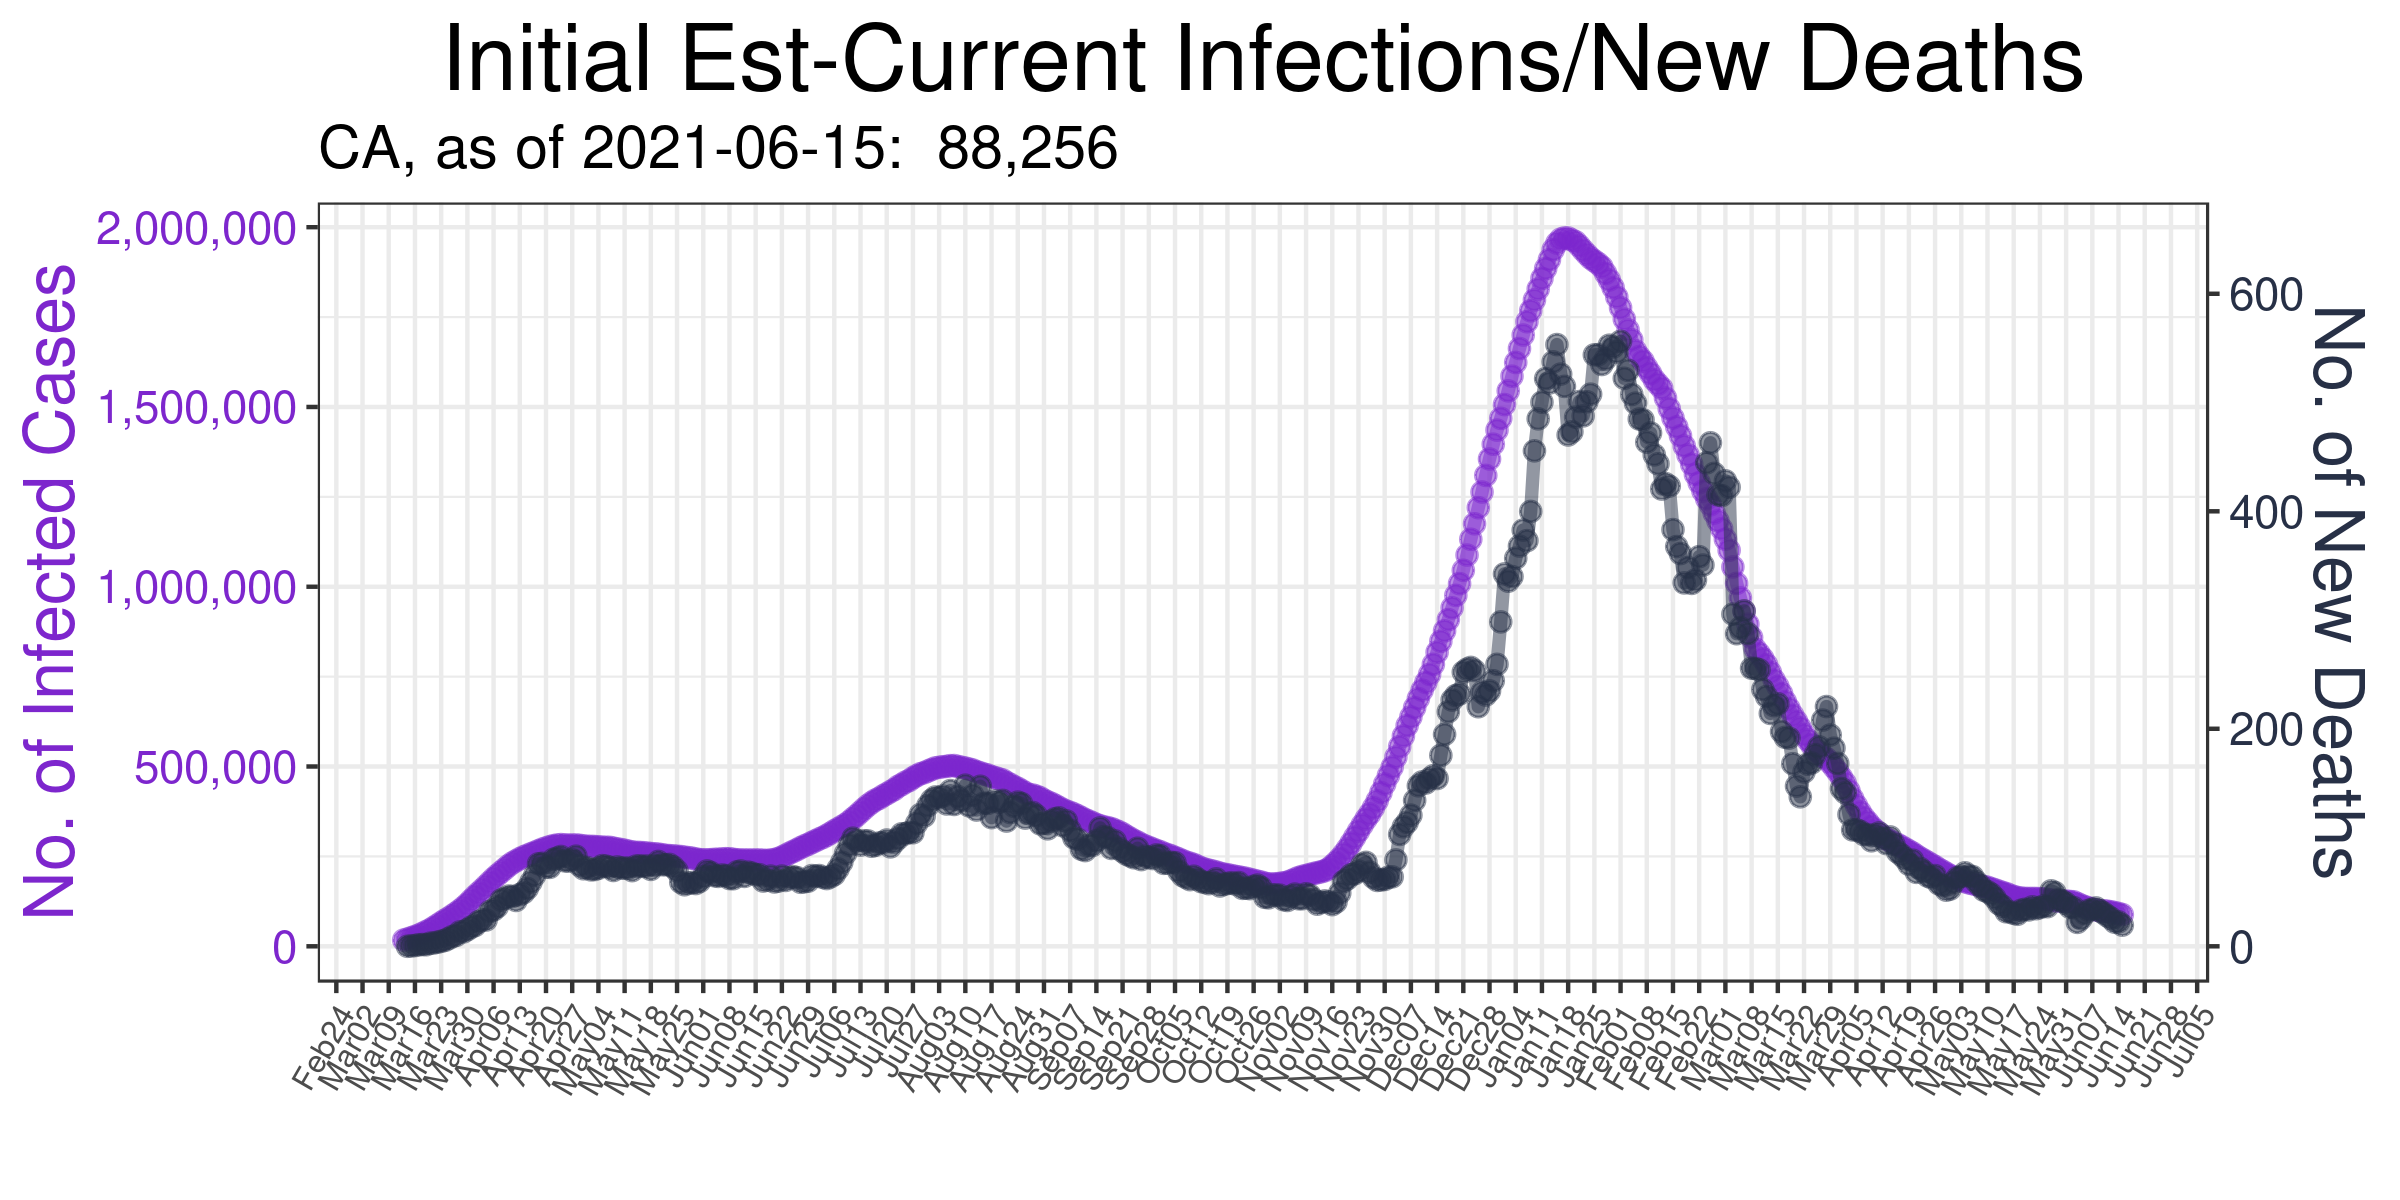 Initial Est-Current Infections/New Deaths
CA, as of 2021-06-15: 88,256
No. of Infected Cases
2,000,000
1,500,000
1,000,000
500,000
0
600
400
200
0
No. of New Deaths
Feb24
Mar02
Mar09
Mar16
Mar23
Mar30
Apr06
Apr13
Apr20
Apr27
May04
May11
May18
May25
Jun01
Jun08
Jun15
Jun22
Jun29
Jul06
Jul13
Jul20
Jul27
Aug03
Aug10
Aug17
Aug24
Aug31
Sep07
Sep14
Sep21
Sep28
Oct05
Oct12
Oct19
Oct26
Nov02
Nov09
Nov16
Nov23
Nov30
Dec07
Dec14
Dec21
Dec28
Jan04
Jan11
Jan18
Jan25
Feb01
Feb08
Feb15
Feb22
Mar01
Mar08
Mar15
Mar22
Mar29
Apr05
Apr12
Apr19
Apr26
May03
May10
May17
May24
May31
Jun07
Jun14
Jun21
Jun28
Jul05